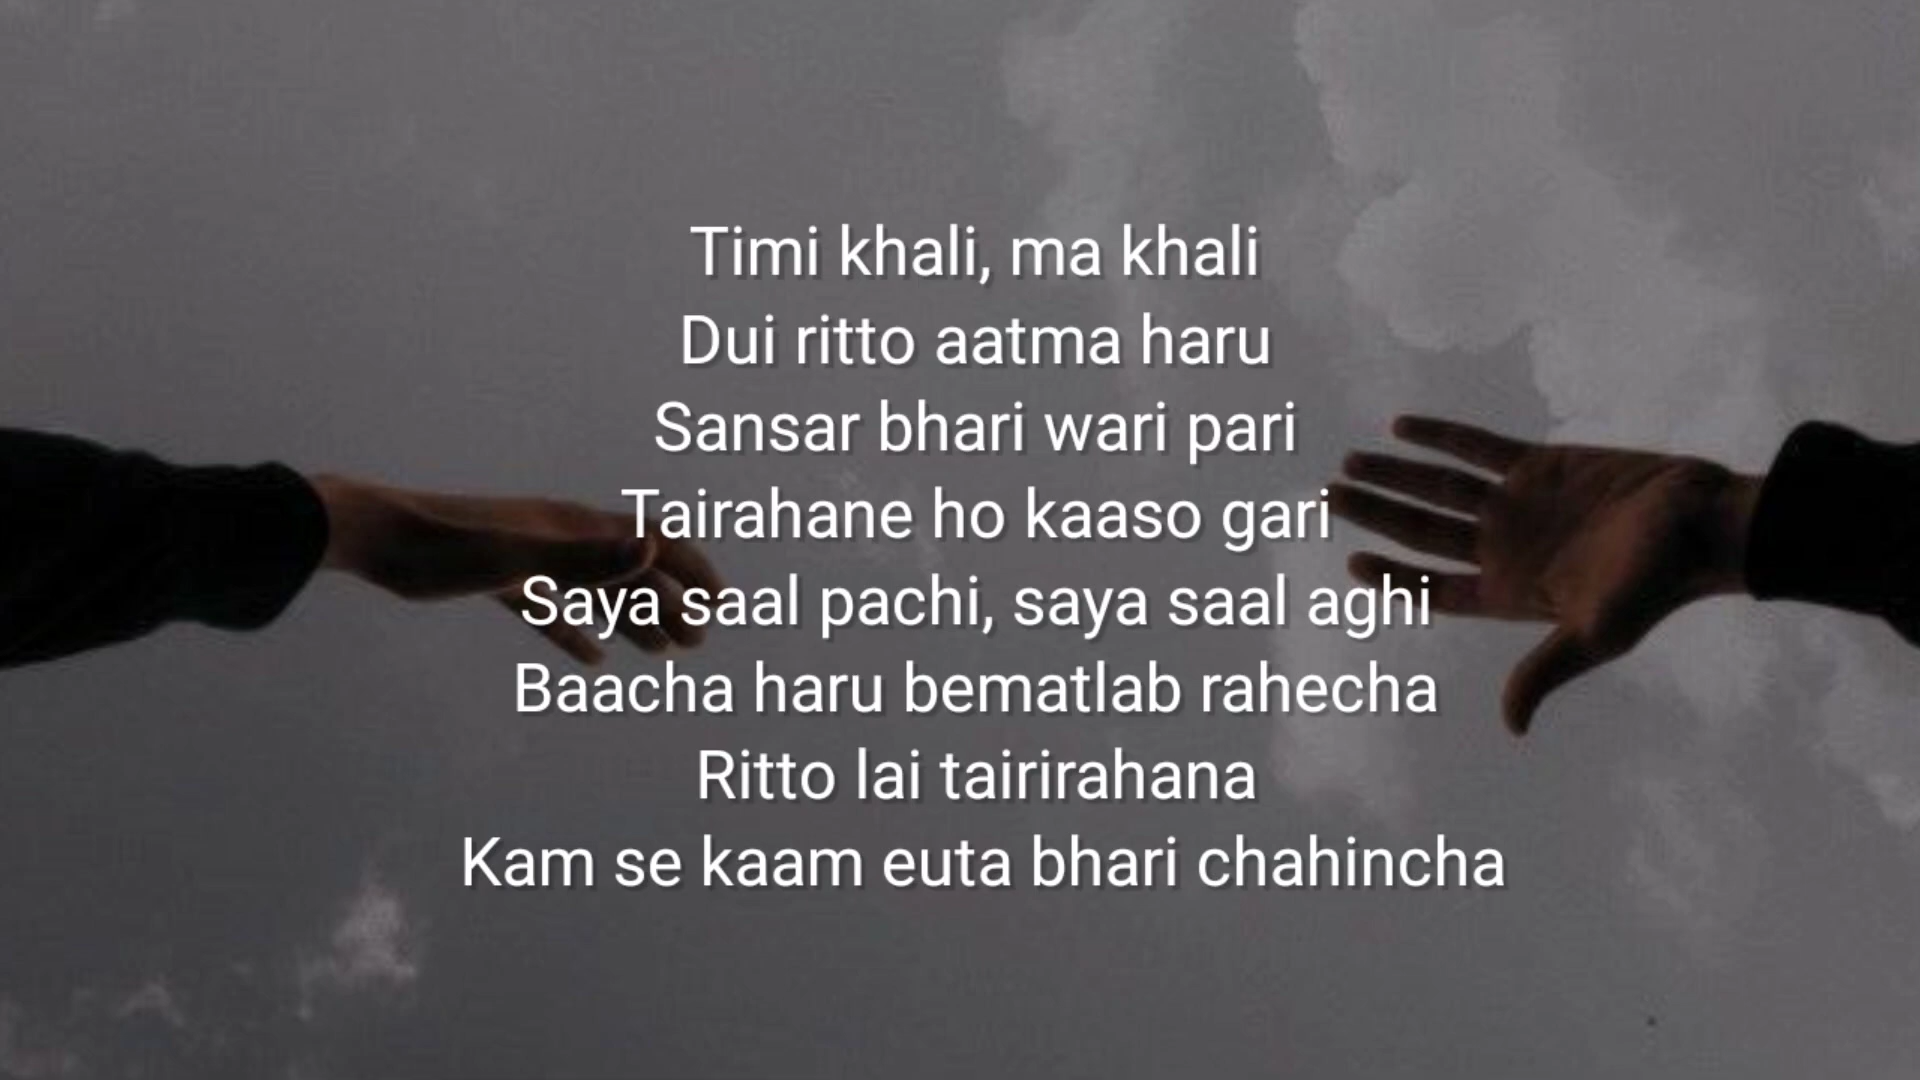 Timi khali, ma khali
Dui ritto aatma haru
Sansar bhari wari pari
Tairahane ho kaaso gari
Saya saal pachi, saya saal aghi
Baacha haru bematlab rahecha
Ritto lai tairirahana
Kam se kaam euta bhari chahincha